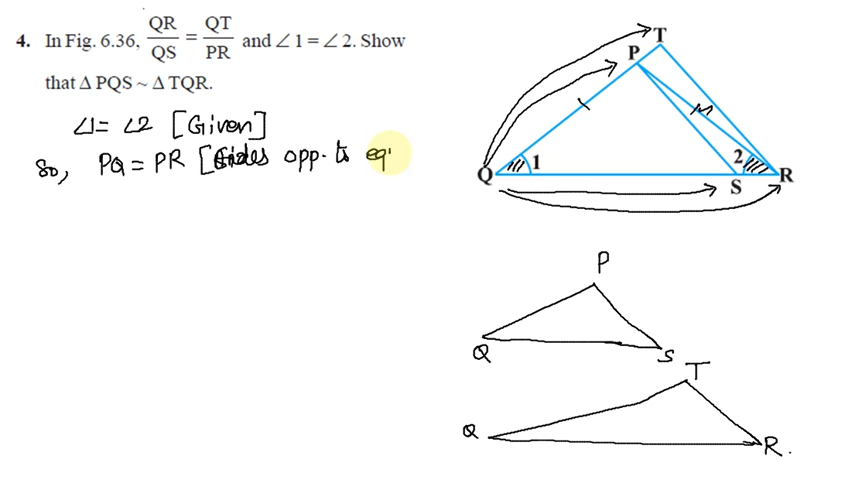 4. In Fig. 6.36, QR/QS = QT/PR and ∠1 = ∠2. Show
that Δ PQS ~ Δ TQR.
∠1 = ∠2 [Given]
So, PQ = PR [Sides opp. to eq.
T
P
1
2
Q
S
R
P
Q
S
T
Q
R.